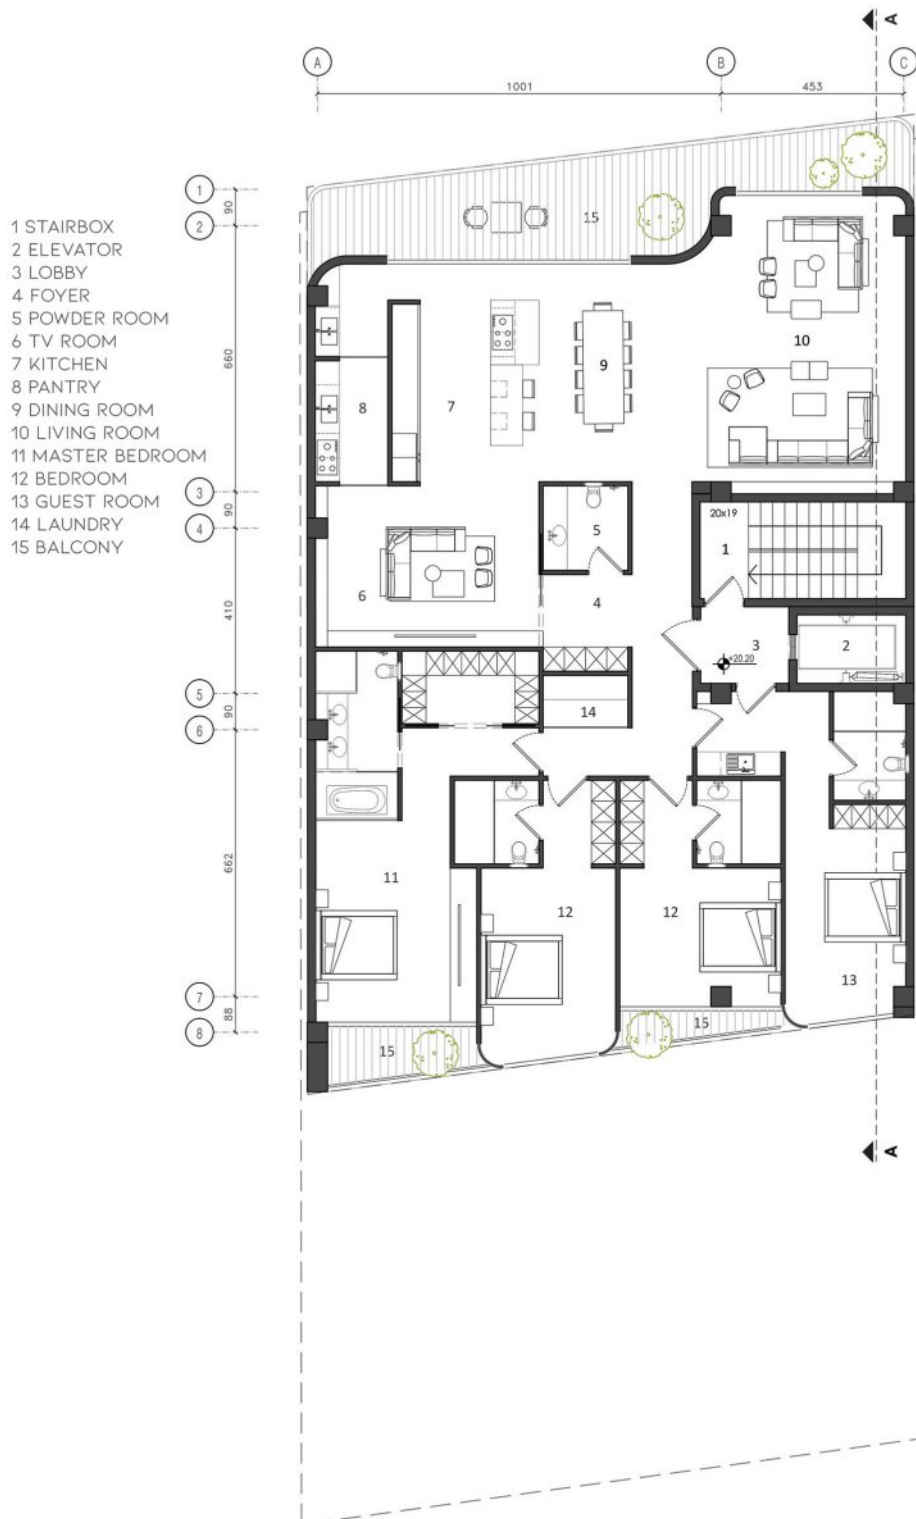 A
A
B
C
1001
453
1
90
2
1 STAIRBOX
2 ELEVATOR
3 LOBBY
4 FOYER
5 POWDER ROOM
6 TV ROOM
7 KITCHEN
8 PANTRY
9 DINING ROOM
10 LIVING ROOM
11 MASTER BEDROOM
12 BEDROOM
13 GUEST ROOM
14 LAUNDRY
15 BALCONY
660
3
90
4
410
5
90
6
662
7
88
8
15
10
9
8
7
20x19
5
1
6
4
3
2
+20.20
14
11
12
12
13
15
15
A